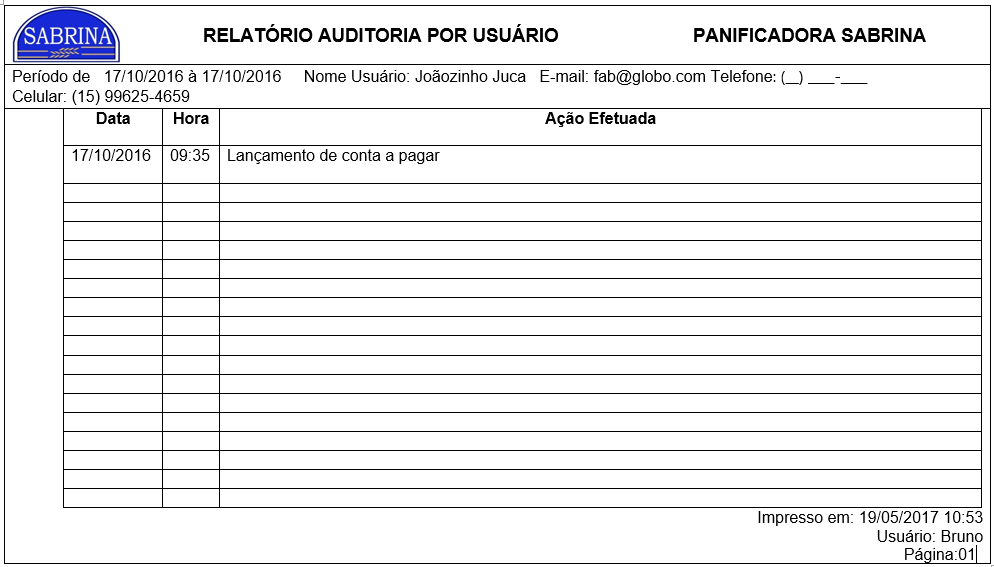 SABRINA
RELATÓRIO AUDITORIA POR USUÁRIO PANIFICADORA SABRINA
Período de 17/10/2016 à 17/10/2016 Nome Usuário: Joãozinho Juca E-mail: fab@globo.com Telefone: (__) ___-___
Celular: (15) 99625-4659
Data Hora Ação Efetuada
17/10/2016 09:35 Lançamento de conta a pagar
Impresso em: 19/05/2017 10:53
Usuário: Bruno
Página:01